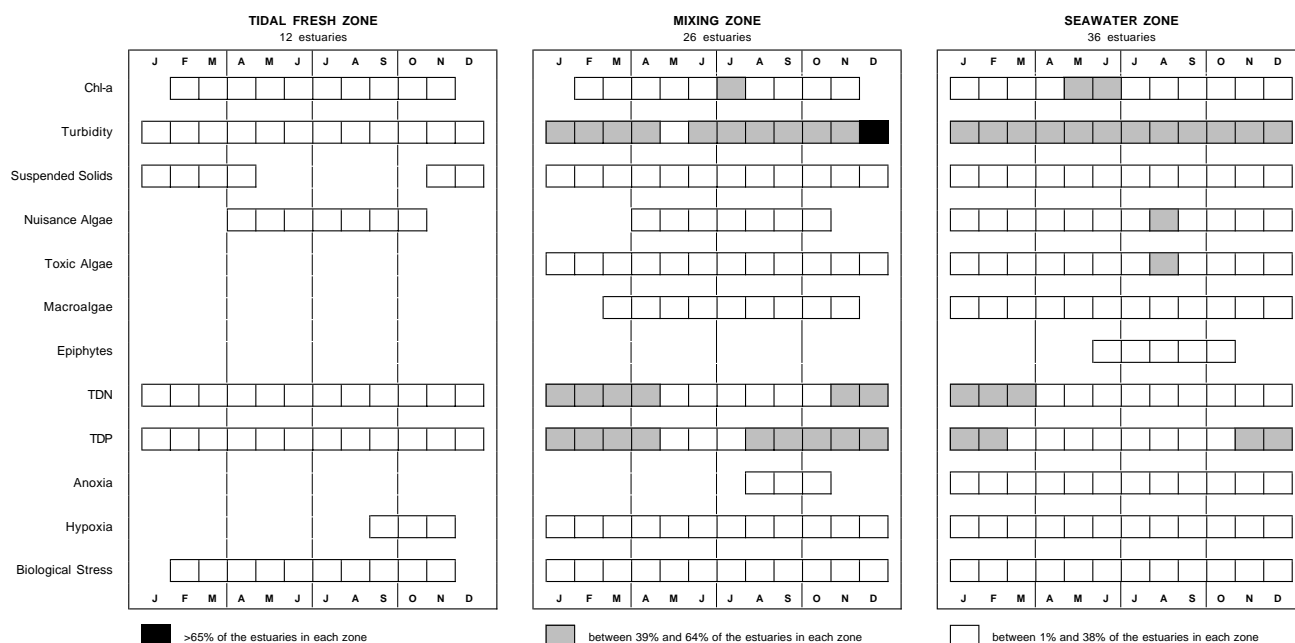 TIDAL FRESH ZONE
12 estuaries
MIXING ZONE
26 estuaries
SEAWATER ZONE
36 estuaries
J F M A M J J A S O N D
J F M A M J J A S O N D
J F M A M J J A S O N D
Chl-a
Turbidity
Suspended Solids
Nuisance Algae
Toxic Algae
Macroalgae
Epiphytes
TDN
TDP
Anoxia
Hypoxia
Biological Stress
J F M A M J J A S O N D
J F M A M J J A S O N D
J F M A M J J A S O N D
>65% of the estuaries in each zone
between 39% and 64% of the estuaries in each zone
between 1% and 38% of the estuaries in each zone